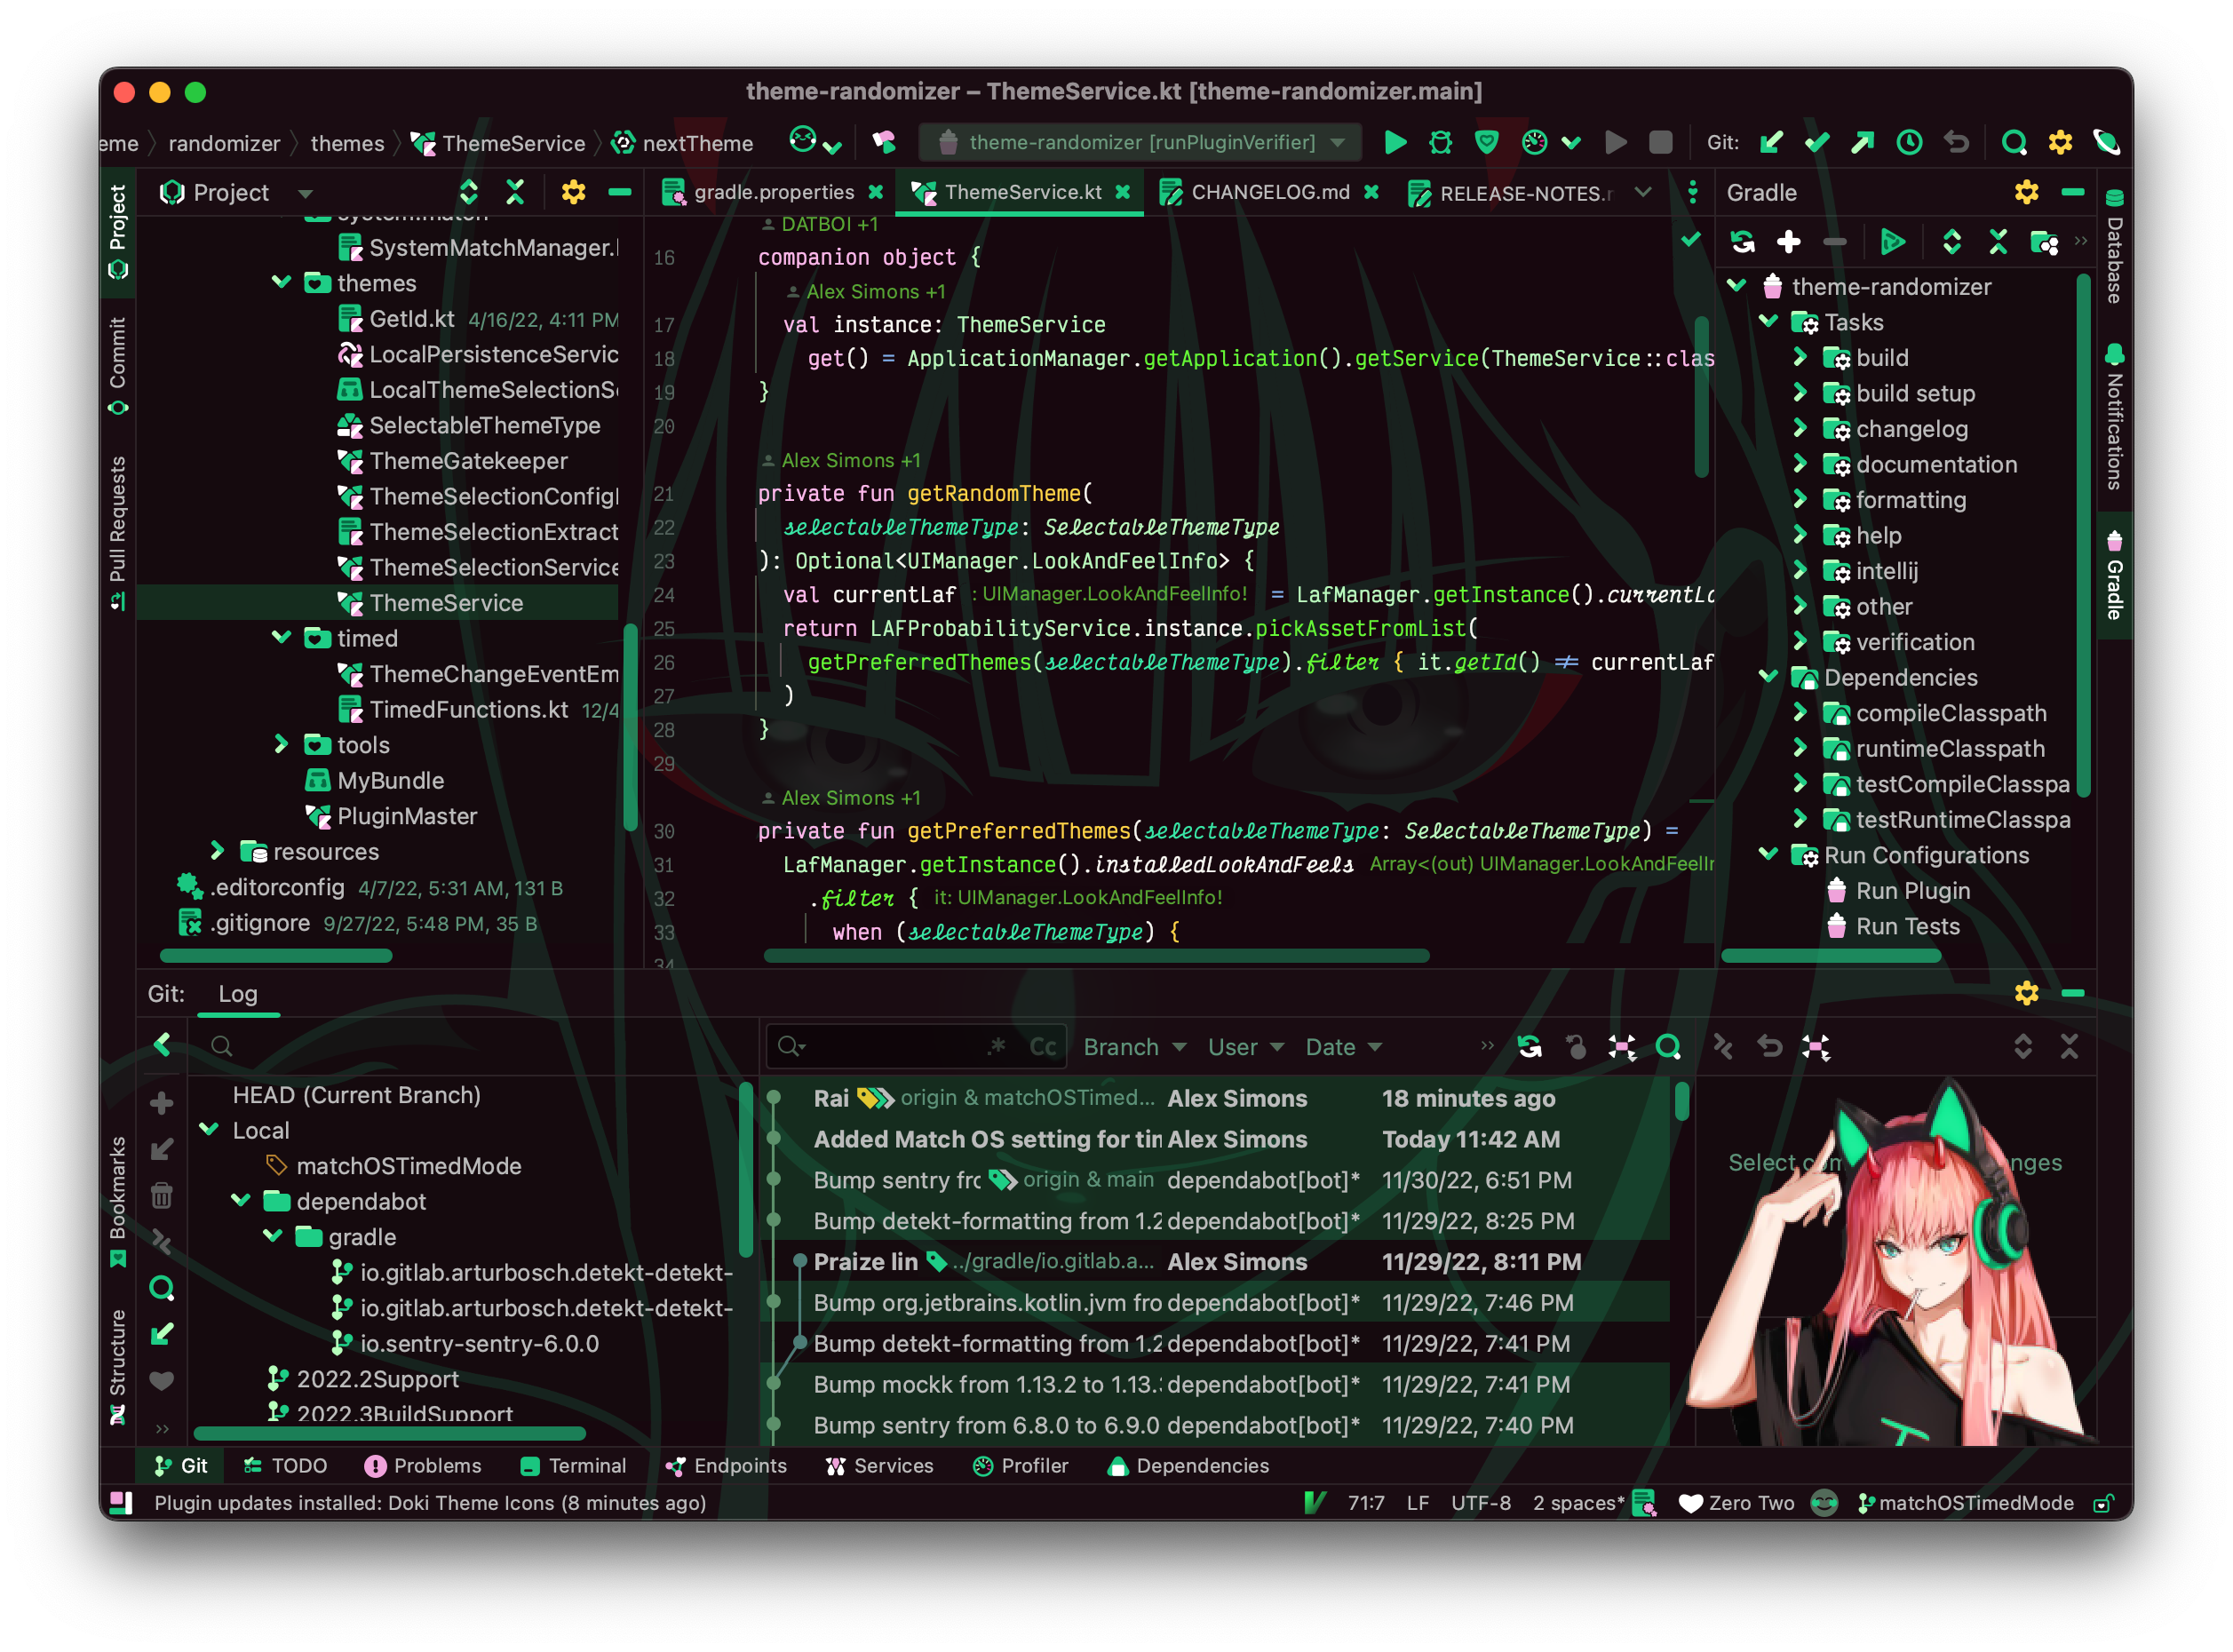 theme-randomizer – ThemeService.kt [theme-randomizer.main]
eme randomizer themes ThemeService nextTheme theme-randomizer [runPluginVerifier] Git:
Project
Commit
Pull Requests
Bookmarks
Structure
Project
SystemMatchManager.
themes
GetId.kt 4/16/22, 4:11 PM
LocalPersistenceServic
LocalThemeSelectionS
SelectableThemeType
ThemeGatekeeper
ThemeSelectionConfig
ThemeSelectionExtract
ThemeSelectionService
ThemeService
timed
ThemeChangeEventEm
TimedFunctions.kt 12/4
tools
MyBundle
PluginMaster
resources
.editorconfig 4/7/22, 5:31 AM, 131 B
.gitignore 9/27/22, 5:48 PM, 35 B
gradle.properties ThemeService.kt CHANGELOG.md RELEASE-NOTES.
DATBOI +1
16 companion object {
Alex Simons +1
17 val instance: ThemeService
18 get() = ApplicationManager.getApplication().getService(ThemeService::clas
19 }
20
Alex Simons +1
21 private fun getRandomTheme(
22 selectableThemeType: SelectableThemeType
23 ): Optional<UIManager.LookAndFeelInfo> {
24 val currentLaf : UIManager.LookAndFeelInfo! = LafManager.getInstance().currentLa
25 return LAFProbabilityService.instance.pickAssetFromList(
26 getPreferredThemes(selectableThemeType).filter { it.getId() ≠ currentLaf
27 )
28 }
29
Alex Simons +1
30 private fun getPreferredThemes(selectableThemeType: SelectableThemeType) =
31 LafManager.getInstance().installedLookAndFeels Array<(out) UIManager.LookAndFeelIn
32 .filter { it: UIManager.LookAndFeelInfo!
33 when (selectableThemeType) {
34
Gradle
theme-randomizer
Tasks
build
build setup
changelog
documentation
formatting
help
intellij
other
verification
Dependencies
compileClasspath
runtimeClasspath
testCompileClasspa
testRuntimeClasspa
Run Configurations
Run Plugin
Run Tests
Database
Notifications
Gradle
Git: Log
HEAD (Current Branch)
Local
matchOSTimedMode
dependabot
gradle
io.gitlab.arturbosch.detekt-detekt-
io.gitlab.arturbosch.detekt-detekt-
io.sentry-sentry-6.0.0
2022.2Support
2022.3BuildSupport
.* Cc Branch User Date
Rai origin & matchOSTimed... Alex Simons 18 minutes ago
Added Match OS setting for tim Alex Simons Today 11:42 AM
Bump sentry frc origin & main dependabot[bot]* 11/30/22, 6:51 PM
Bump detekt-formatting from 1.2 dependabot[bot]* 11/29/22, 8:25 PM
Praize lin ../gradle/io.gitlab.a... Alex Simons 11/29/22, 8:11 PM
Bump org.jetbrains.kotlin.jvm fro dependabot[bot]* 11/29/22, 7:46 PM
Bump detekt-formatting from 1.2 dependabot[bot]* 11/29/22, 7:41 PM
Bump mockk from 1.13.2 to 1.13. dependabot[bot]* 11/29/22, 7:41 PM
Bump sentry from 6.8.0 to 6.9.0 dependabot[bot]* 11/29/22, 7:40 PM
Select com nges
Git TODO Problems Terminal Endpoints Services Profiler Dependencies
Plugin updates installed: Doki Theme Icons (8 minutes ago) 71:7 LF UTF-8 2 spaces* Zero Two matchOSTimedMode